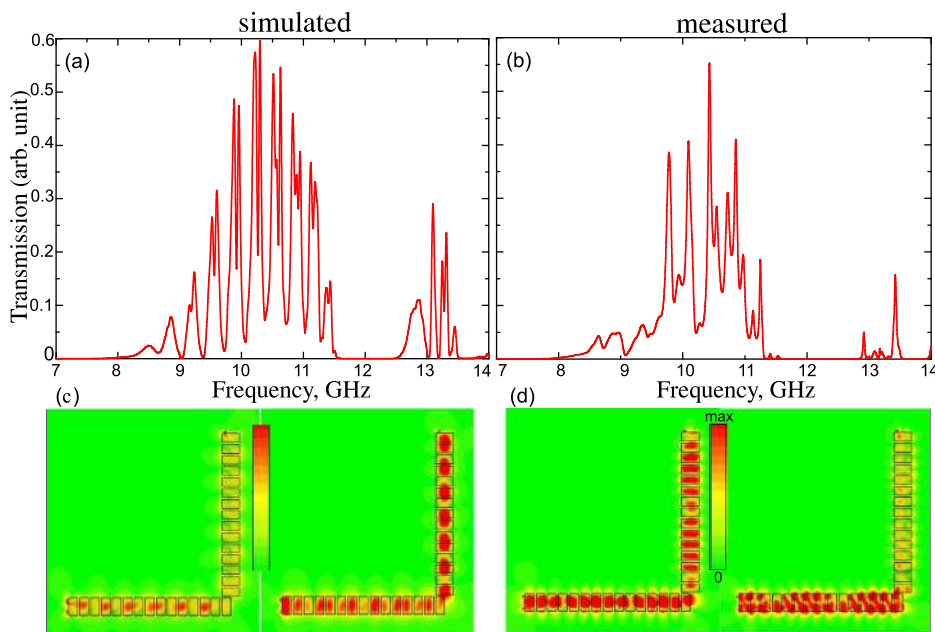 simulated
measured
(a)
(b)
Transmission (arb. unit)
0.6
0.5
0.4
0.3
0.2
0.1
0
7 8 9 10 11 12 13 14
7 8 9 10 11 12 13 14
Frequency, GHz
Frequency, GHz
(c)
(d)
max
0